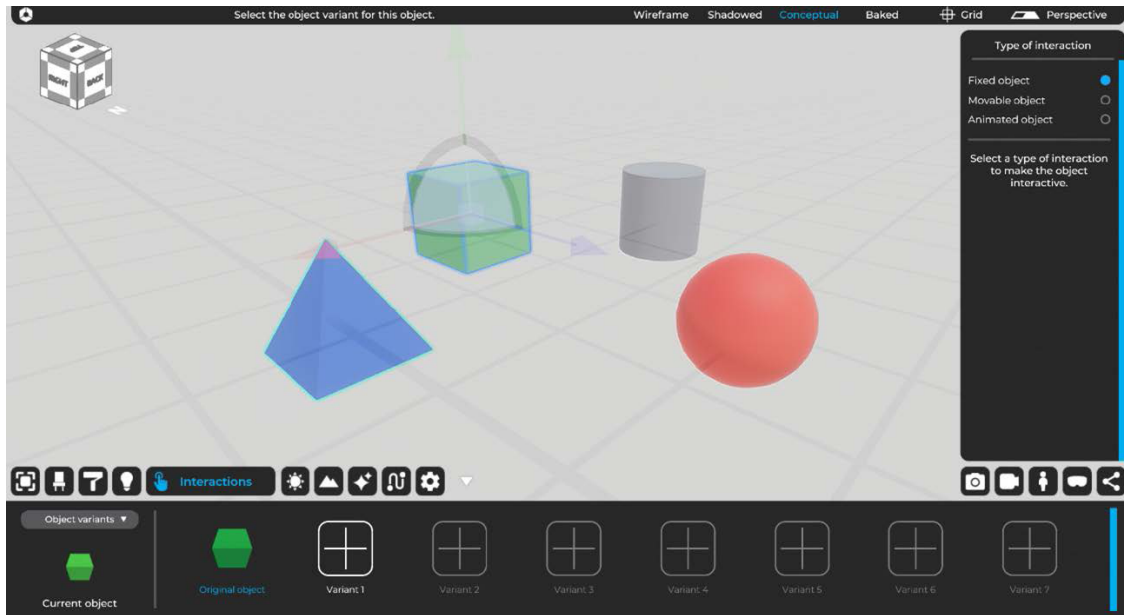 Select the object variant for this object.
Wireframe Shadowed Conceptual Baked Grid Perspective
RIGHT BACK
N
Type of interaction
Fixed object
Movable object
Animated object
Select a type of interaction
to make the object
interactive.
Interactions
Object variants
Current object
Original object
Variant 1
Variant 2
Variant 3
Variant 4
Variant 5
Variant 6
Variant 7